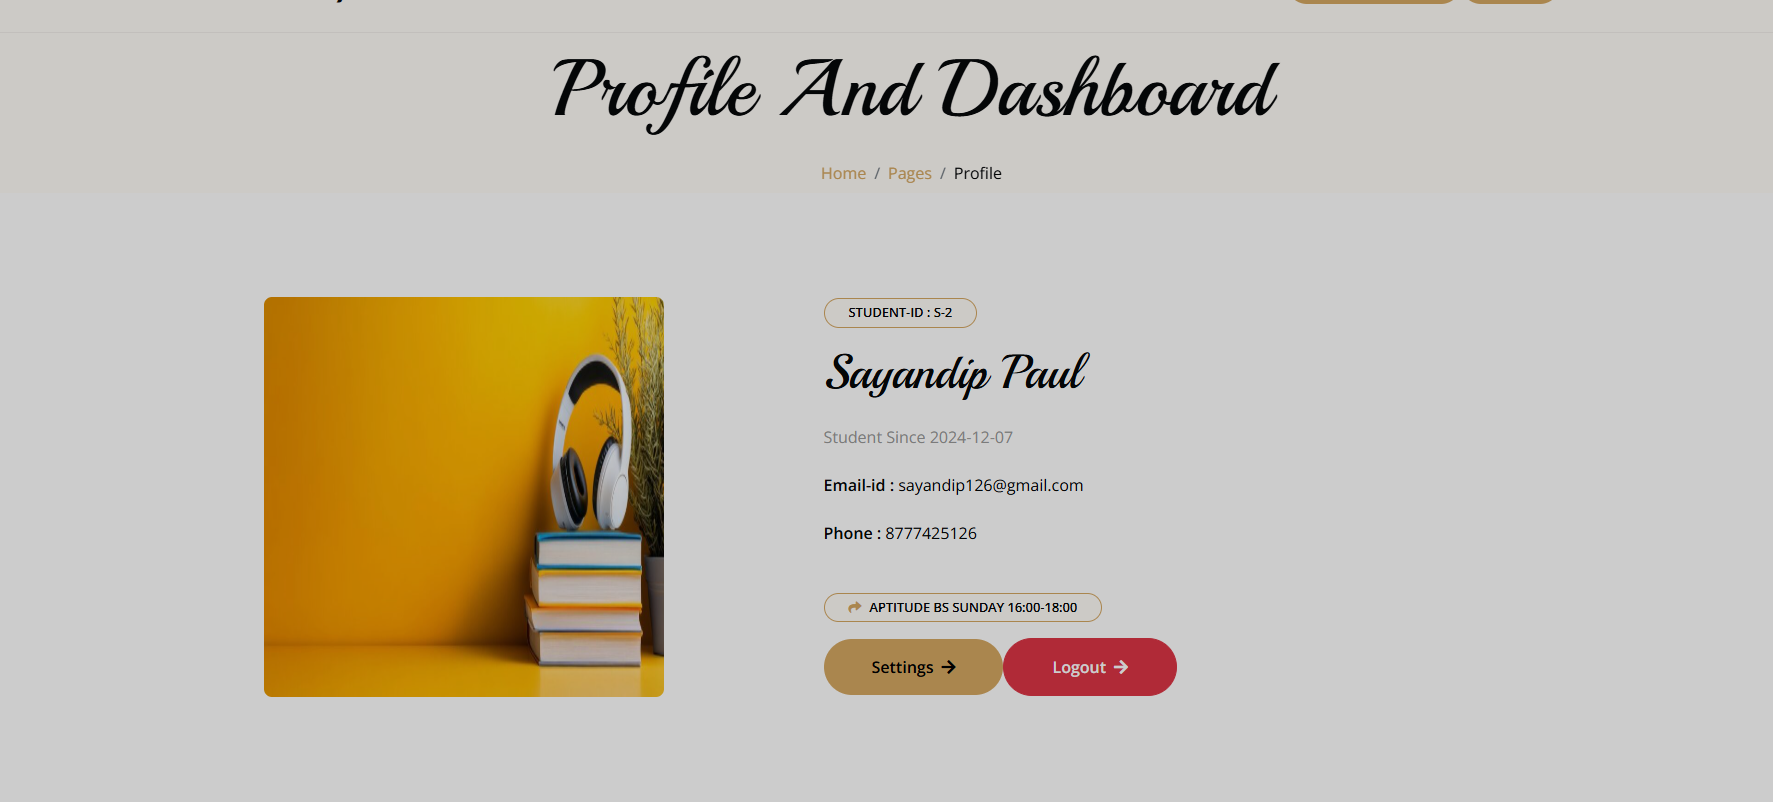 Profile And Dashboard
Home / Pages / Profile
STUDENT-ID : S-2
Sayandip Paul
Student Since 2024-12-07
Email-id : sayandip126@gmail.com
Phone : 8777425126
APTITUDE BS SUNDAY 16:00-18:00
Settings
Logout